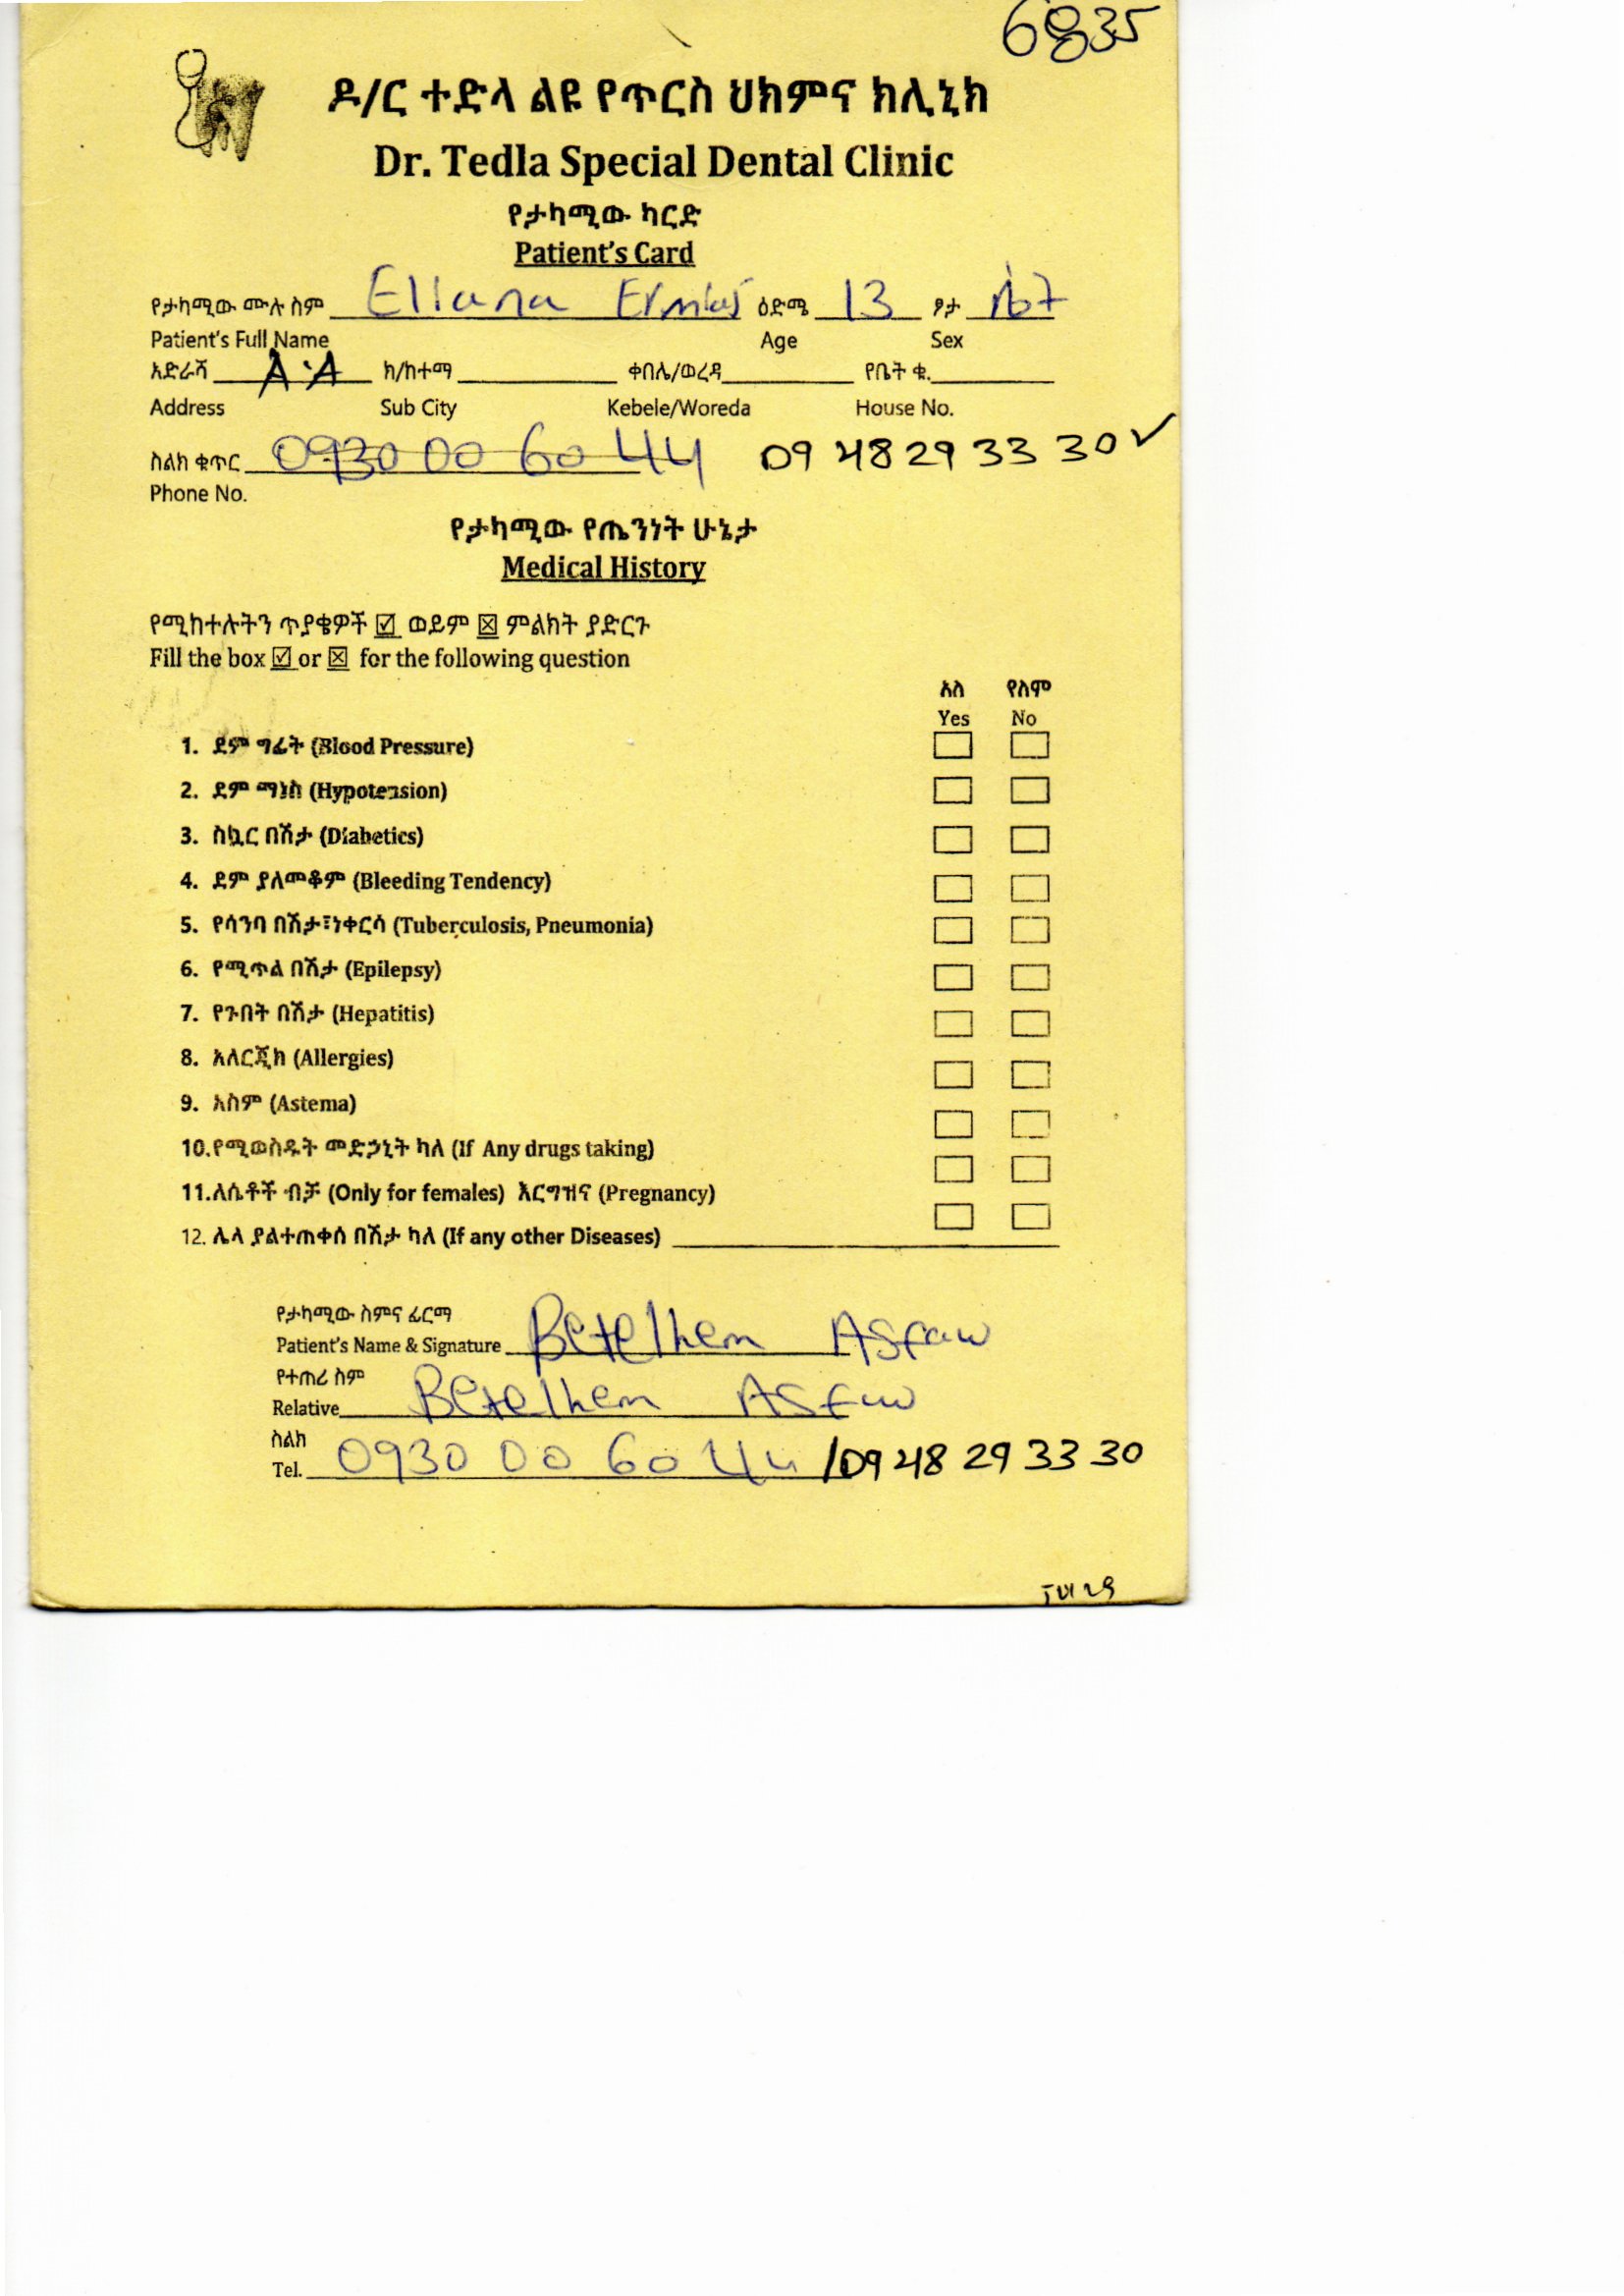 6835
ዶ/ር ተድላ ልዩ የጥርስ ህክምና ክሊኒክ
Dr. Tedla Special Dental Clinic
የታካሚው ካርድ
Patient's Card
የታካሚው ሙሉ ስም Eliana Ermias ዕድሜ 13 ፆታ
Patient's Full Name Age Sex
አድራሻ A.A ክ/ከተማ ቀበሌ/ወረዳ የቤት ቁ.
Address Sub City Kebele/Woreda House No.
ስልክ ቁጥር 0930 00 60 44 09 48 29 33 30 ✓
Phone No.
የታካሚው የጤንነት ሁኔታ
Medical History
የሚከተሉትን ጥያቄዎች ☑ ወይም ☒ ምልክት ያድርጉ
Fill the box ☑ or ☒ for the following question
አለ የለም
Yes No
1. ደም ግፊት (Blood Pressure)
2. ደም ማነስ (Hypotension)
3. ስኳር በሽታ (Diabetics)
4. ደም ያለመቆም (Bleeding Tendency)
5. የሳንባ በሽታ፣ነቀርሳ (Tuberculosis, Pneumonia)
6. የሚጥል በሽታ (Epilepsy)
7. የጉበት በሽታ (Hepatitis)
8. አለርጂክ (Allergies)
9. አስም (Astema)
10.የሚወስዱት መድኃኒት ካለ (If Any drugs taking)
11.ለሴቶች ብቻ (Only for females) እርግዝና (Pregnancy)
12. ሌላ ያልተጠቀሰ በሽታ ካለ (If any other Diseases)
የታካሚው ስምና ፊርማ
Patient's Name & Signature Betelhem Asfaw
የተጠሪ ስም
Relative Betelhem Asfaw
ስልክ
Tel. 0930 00 60 44 /09 48 29 33 30